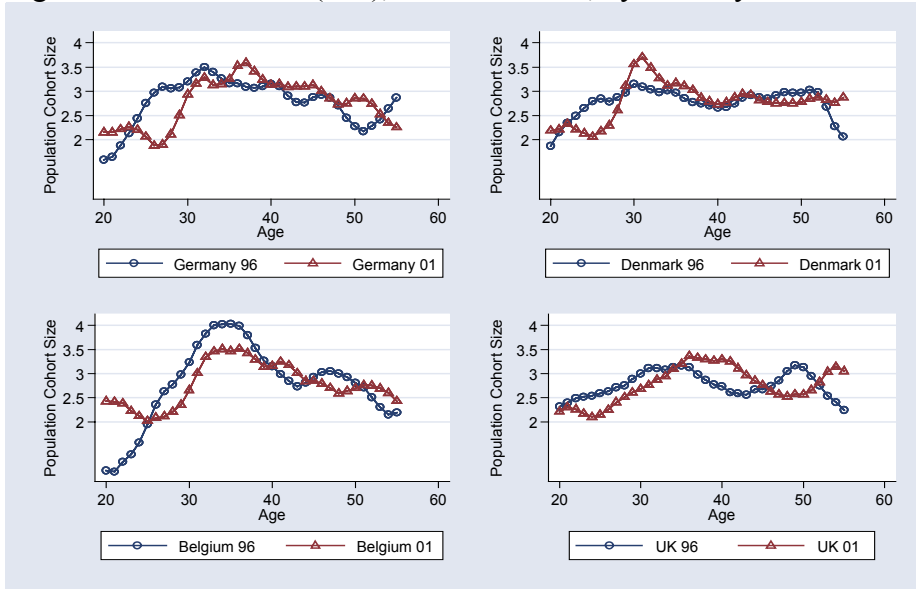 Population Cohort Size
4
3.5
3
2.5
2
20 30 40 50 60
Age
Germany 96 Germany 01
Population Cohort Size
4
3.5
3
2.5
2
20 30 40 50 60
Age
Denmark 96 Denmark 01
Population Cohort Size
4
3.5
3
2.5
2
20 30 40 50 60
Age
Belgium 96 Belgium 01
Population Cohort Size
4
3.5
3
2.5
2
20 30 40 50 60
Age
UK 96 UK 01